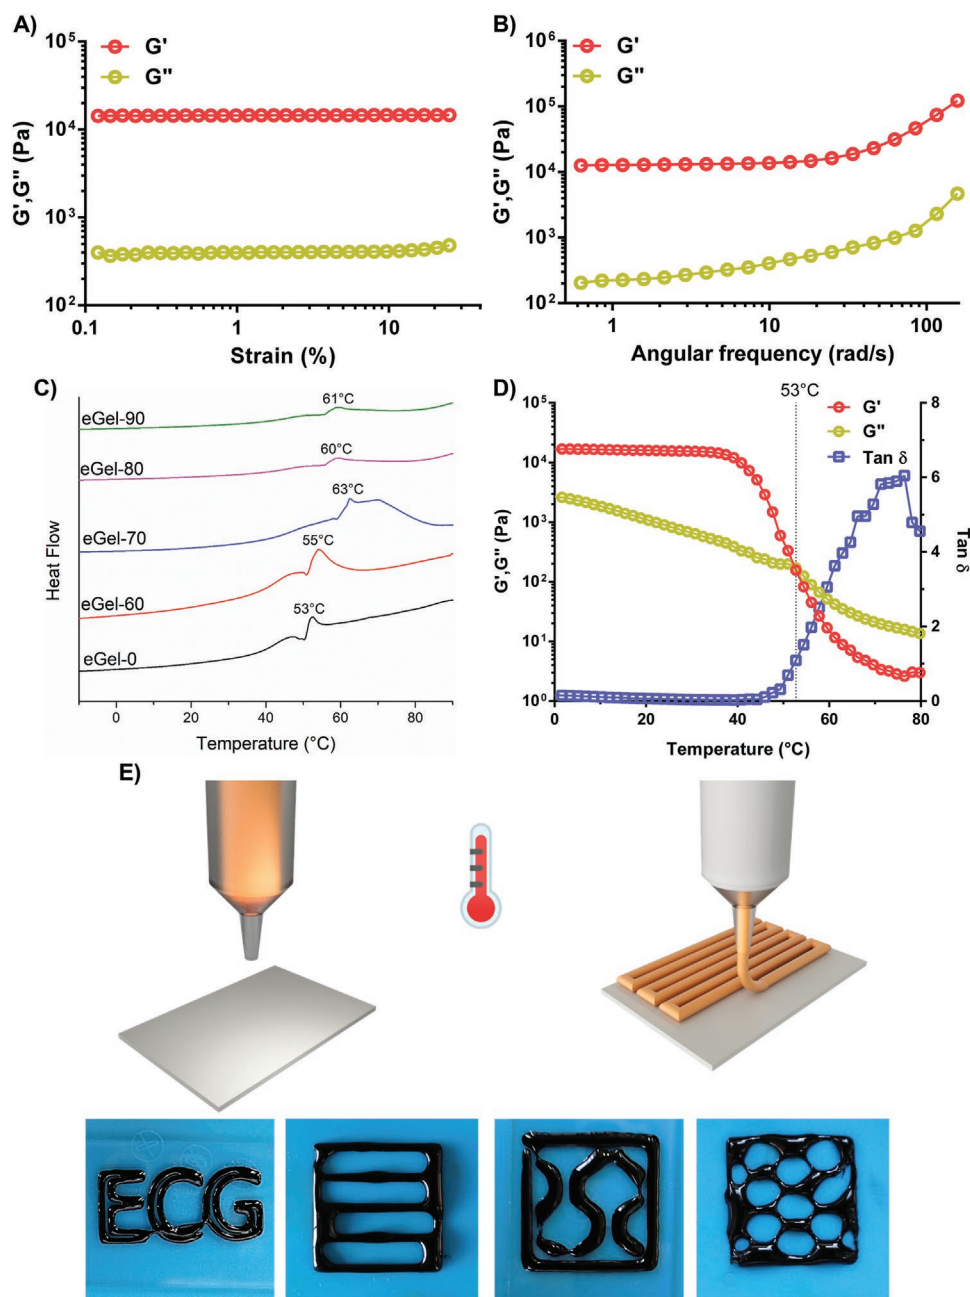 A)
G'
G"
10⁵
10⁴
10³
10²
G',G" (Pa)
0.1 1 10
Strain (%)
B)
G'
G"
10⁶
10⁵
10⁴
10³
10²
G',G" (Pa)
1 10 100
Angular frequency (rad/s)
C)
eGel-90
61°C
eGel-80
60°C
eGel-70
63°C
eGel-60
55°C
eGel-0
53°C
Heat Flow
0 20 40 60 80
Temperature (°C)
D)
53°C
G'
G"
Tan δ
10⁵
10⁴
10³
10²
10¹
10⁰
G',G" (Pa)
8
6
4
2
0
Tan δ
0 20 40 60 80
Temperature (°C)
E)
ECG